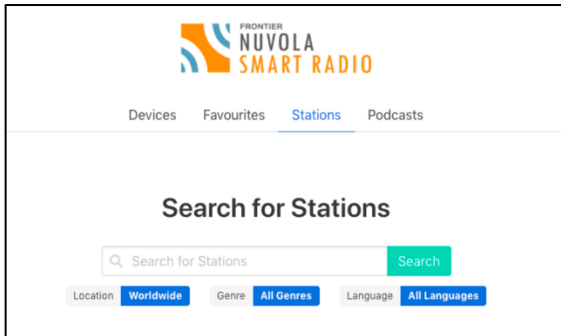 FRONTIER
NUVOLA
SMART RADIO
Devices Favourites Stations Podcasts
Search for Stations
Search for Stations Search
Location Worldwide Genre All Genres Language All Languages